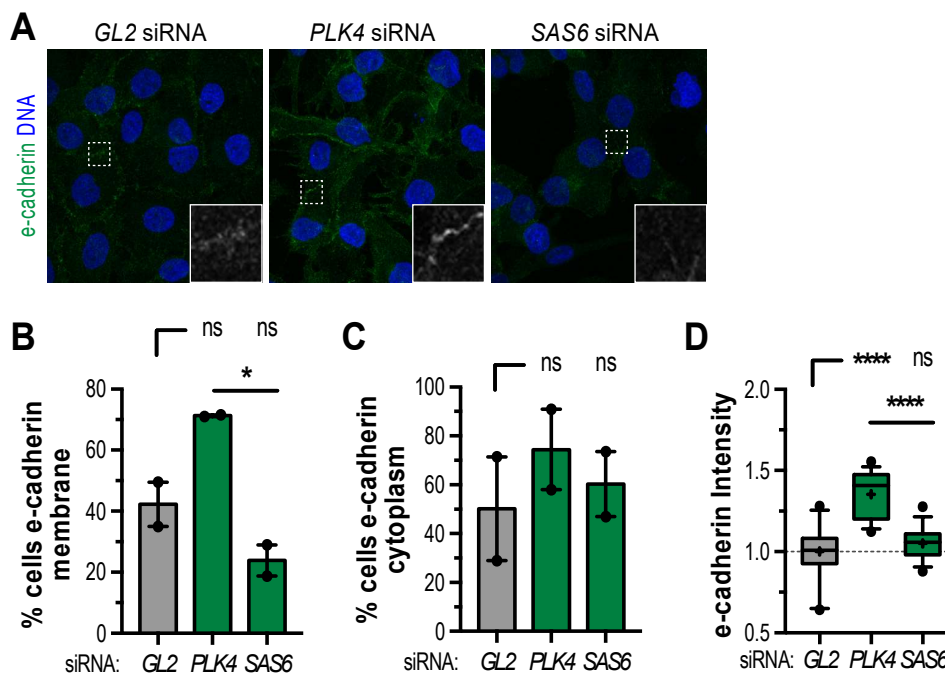 A
GL2 siRNA PLK4 siRNA SAS6 siRNA
e-cadherin DNA
B
ns ns
*
% cells e-cadherin
membrane
80
60
40
20
0
siRNA: GL2 PLK4 SAS6
C
ns ns
% cells e-cadherin
cytoplasm
100
80
60
40
20
0
siRNA: GL2 PLK4 SAS6
D
**** ns
****
e-cadherin Intensity
2.0
1.5
1.0
0.5
siRNA: GL2 PLK4 SAS6